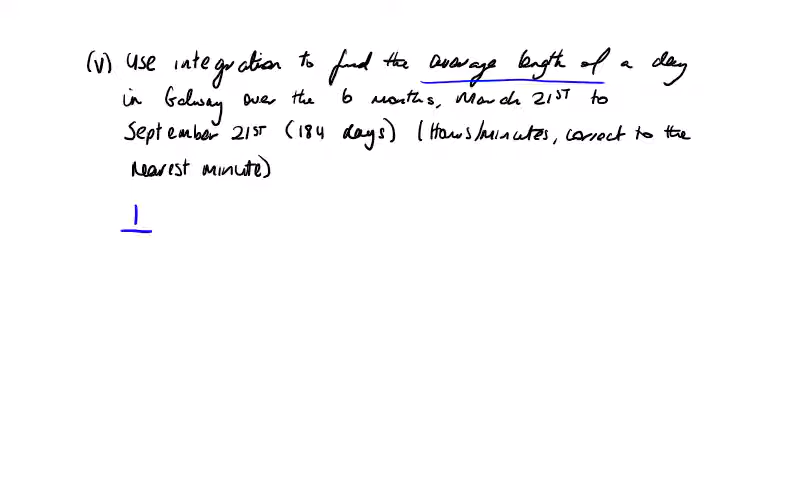 (v) Use integration to find the average length of a day
in Galway over the 6 months, March 21ST to
September 21ST (184 days) (Hours/minutes, correct to the
nearest minute)
1